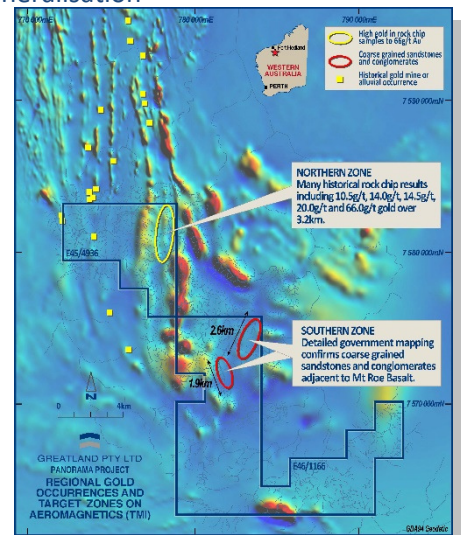 neralisation
770 000mE
780 000mE
790 000mE
High gold in rock chip
samples to 66g/t Au
Coarse grained sandstones
and conglomerates
Historical gold mine or
alluvial occurrence
Port Hedland
WESTERN
AUSTRALIA
PERTH
7 590 000mN
NORTHERN ZONE
Many historical rock chip results
including 10.5g/t, 14.0g/t, 14.5g/t,
20.0g/t and 66.0g/t gold over
3.2km.
7 580 000mN
E45/4936
2.6km
SOUTHERN ZONE
Detailed government mapping
confirms coarse grained
sandstones and conglomerates
adjacent to Mt Roe Basalt.
1.9km
N
0 4km
7 570 000mN
GREATLAND PTY LTD
PANORAMA PROJECT
REGIONAL GOLD
OCCURRENCES AND
TARGET ZONES ON
AEROMAGNETICS (TMI)
E46/1166
GDA94 Geodetic